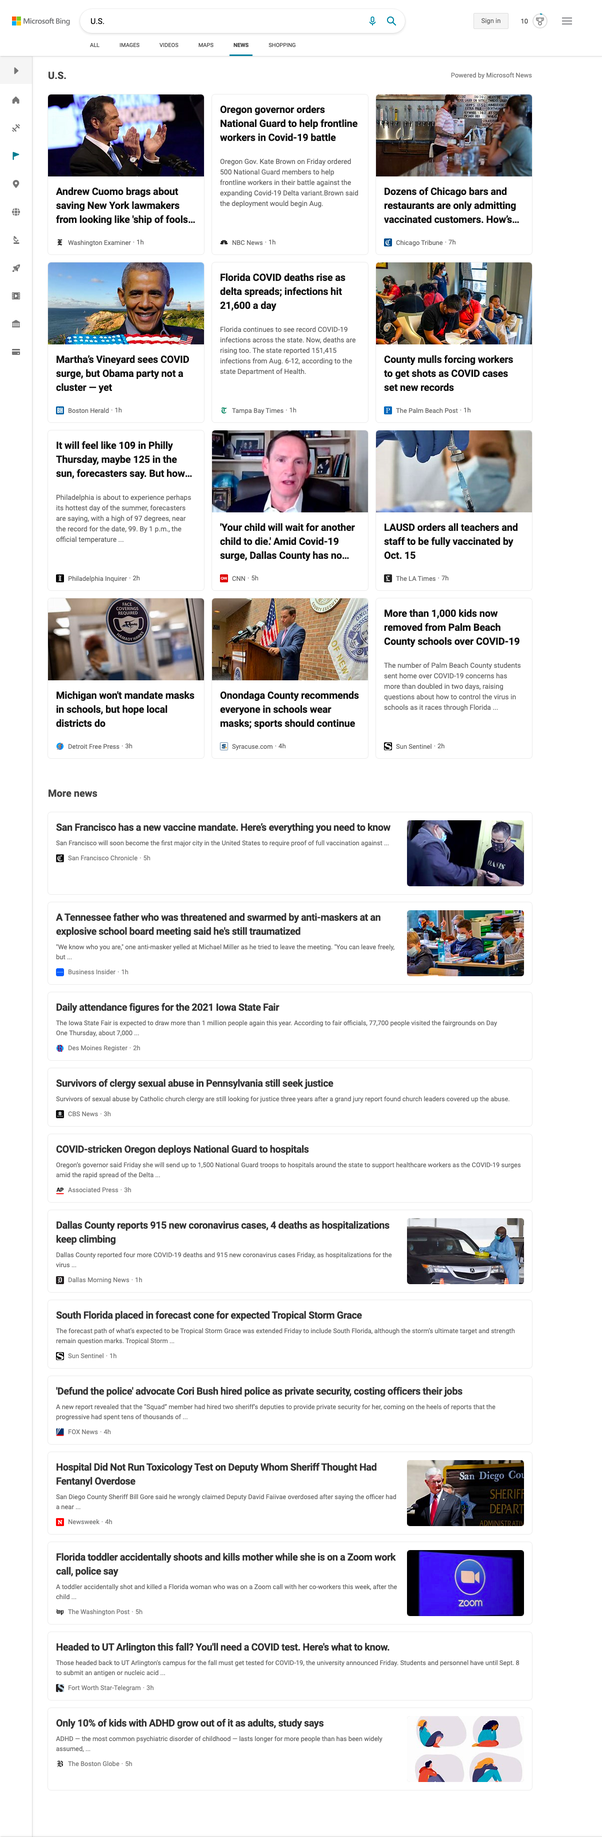 Microsoft Bing
U.S.
Sign in
10
ALL
IMAGES
VIDEOS
MAPS
NEWS
SHOPPING
U.S.
Powered by Microsoft News
Andrew Cuomo brags about
saving New York lawmakers
from looking like 'ship of fools...
Washington Examiner · 1h
Oregon governor orders
National Guard to help frontline
workers in Covid-19 battle
Oregon Gov. Kate Brown on Friday ordered
500 National Guard members to help
frontline workers in their battle against the
expanding Covid-19 Delta variant.Brown said
the deployment would begin Aug.
NBC News · 1h
Dozens of Chicago bars and
restaurants are only admitting
vaccinated customers. How's...
Chicago Tribune · 7h
Martha's Vineyard sees COVID
surge, but Obama party not a
cluster — yet
Boston Herald · 1h
Florida COVID deaths rise as
delta spreads; infections hit
21,600 a day
Florida continues to see record COVID-19
infections across the state. Now, deaths are
rising too. The state reported 151,415
infections from Aug. 6-12, according to the
state Department of Health.
Tampa Bay Times · 1h
County mulls forcing workers
to get shots as COVID cases
set new records
The Palm Beach Post · 1h
It will feel like 109 in Philly
Thursday, maybe 125 in the
sun, forecasters say. But how...
Philadelphia is about to experience perhaps
its hottest day of the summer, forecasters
are saying, with a high of 97 degrees, near
the record for the date, 99. By 1 p.m., the
official temperature ...
Philadelphia Inquirer · 2h
'Your child will wait for another
child to die.' Amid Covid-19
surge, Dallas County has no...
CNN · 5h
LAUSD orders all teachers and
staff to be fully vaccinated by
Oct. 15
The LA Times · 7h
FACE
COVERINGS
REQUIRED
Michigan won't mandate masks
in schools, but hope local
districts do
Detroit Free Press · 3h
Onondaga County recommends
everyone in schools wear
masks; sports should continue
Syracuse.com · 4h
More than 1,000 kids now
removed from Palm Beach
County schools over COVID-19
The number of Palm Beach County students
sent home over COVID-19 concerns has
more than doubled in two days, raising
questions about how to control the virus in
schools as it races through Florida ...
Sun Sentinel · 2h
More news
San Francisco has a new vaccine mandate. Here's everything you need to know
San Francisco will soon become the first major city in the United States to require proof of full vaccination against ...
San Francisco Chronicle · 5h
A Tennessee father who was threatened and swarmed by anti-maskers at an
explosive school board meeting said he's still traumatized
"We know who you are," one anti-masker yelled at Michael Miller as he tried to leave the meeting. "You can leave freely,
but ...
Business Insider · 1h
Daily attendance figures for the 2021 Iowa State Fair
The Iowa State Fair is expected to draw more than 1 million people again this year. According to fair officials, 77,700 people visited the fairgrounds on Day
One Thursday, about 7,000 ...
Des Moines Register · 2h
Survivors of clergy sexual abuse in Pennsylvania still seek justice
Survivors of sexual abuse by Catholic church clergy are still looking for justice three years after a grand jury report found church leaders covered up the abuse.
CBS News · 3h
COVID-stricken Oregon deploys National Guard to hospitals
Oregon's governor said Friday she will send up to 1,500 National Guard troops to hospitals around the state to support healthcare workers as the COVID-19 surges
amid the rapid spread of the Delta ...
AP
Associated Press · 3h
Dallas County reports 915 new coronavirus cases, 4 deaths as hospitalizations
keep climbing
Dallas County reported four more COVID-19 deaths and 915 new coronavirus cases Friday, as hospitalizations for the
virus ...
Dallas Morning News · 1h
South Florida placed in forecast cone for expected Tropical Storm Grace
The forecast path of what's expected to be Tropical Storm Grace was extended Friday to include South Florida, although the storm's ultimate target and strength
remain question marks. Tropical Storm ...
Sun Sentinel · 1h
'Defund the police' advocate Cori Bush hired police as private security, costing officers their jobs
A new report revealed that the "Squad" member had hired two sheriff's deputies to provide private security for her, coming on the heels of reports that the
progressive had spent tens of thousands of ...
FOX News · 4h
Hospital Did Not Run Toxicology Test on Deputy Whom Sheriff Thought Had
Fentanyl Overdose
San Diego County Sheriff Bill Gore said he wrongly claimed Deputy David Faiivae overdosed after saying the officer had
a near ...
Newsweek · 4h
San Diego Cou
SHERIFF
DEPART
ADMINISTRATI
Florida toddler accidentally shoots and kills mother while she is on a Zoom work
call, police say
A toddler accidentally shot and killed a Florida woman who was on a Zoom call with her co-workers this week, after the
child ...
The Washington Post · 5h
zoom
Headed to UT Arlington this fall? You'll need a COVID test. Here's what to know.
Those headed back to UT Arlington's campus for the fall must get tested for COVID-19, the university announced Friday. Students and personnel have until Sept. 8
to submit an antigen or nucleic acid ...
Fort Worth Star-Telegram · 3h
Only 10% of kids with ADHD grow out of it as adults, study says
ADHD — the most common psychiatric disorder of childhood — lasts longer for more people than has been widely
assumed, ...
The Boston Globe · 5h